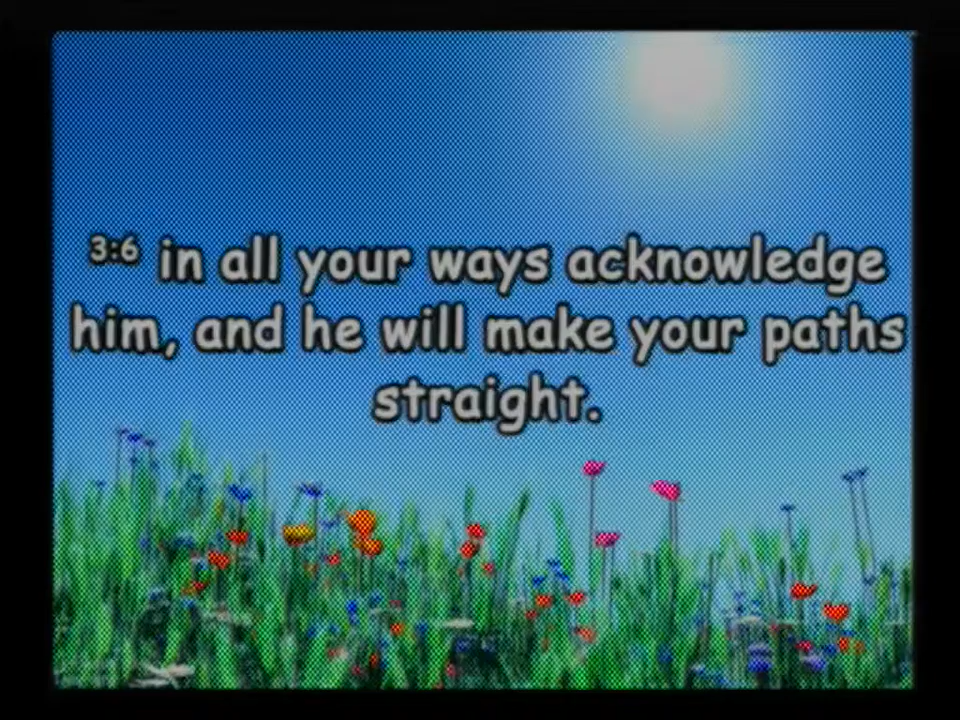 3:6 in all your ways acknowledge
him, and he will make your paths
straight.